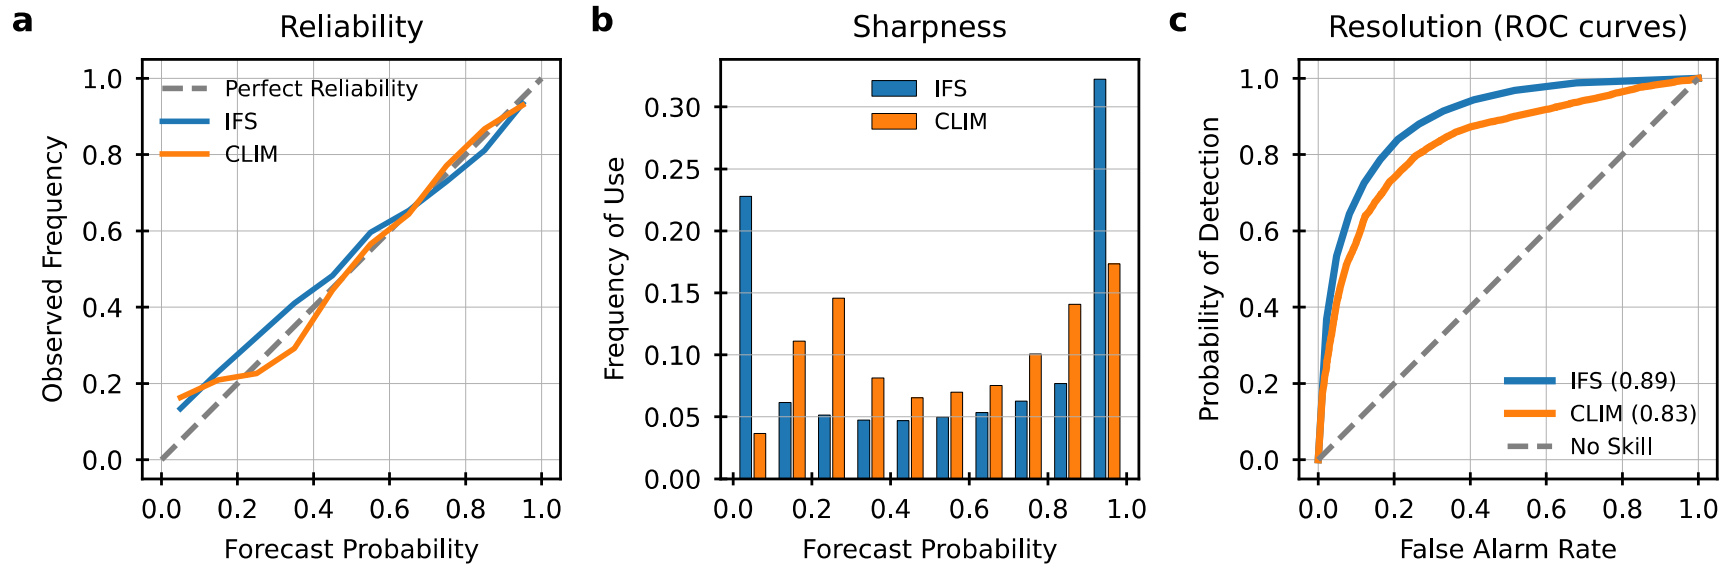 a
Reliability
Perfect Reliability
IFS
CLIM
Observed Frequency
1.0
0.8
0.6
0.4
0.2
0.0
0.0 0.2 0.4 0.6 0.8 1.0
Forecast Probability
b
Sharpness
IFS
CLIM
Frequency of Use
0.30
0.25
0.20
0.15
0.10
0.05
0.00
0.0 0.2 0.4 0.6 0.8 1.0
Forecast Probability
c
Resolution (ROC curves)
Probability of Detection
1.0
0.8
0.6
0.4
0.2
0.0
IFS (0.89)
CLIM (0.83)
No Skill
0.0 0.2 0.4 0.6 0.8 1.0
False Alarm Rate